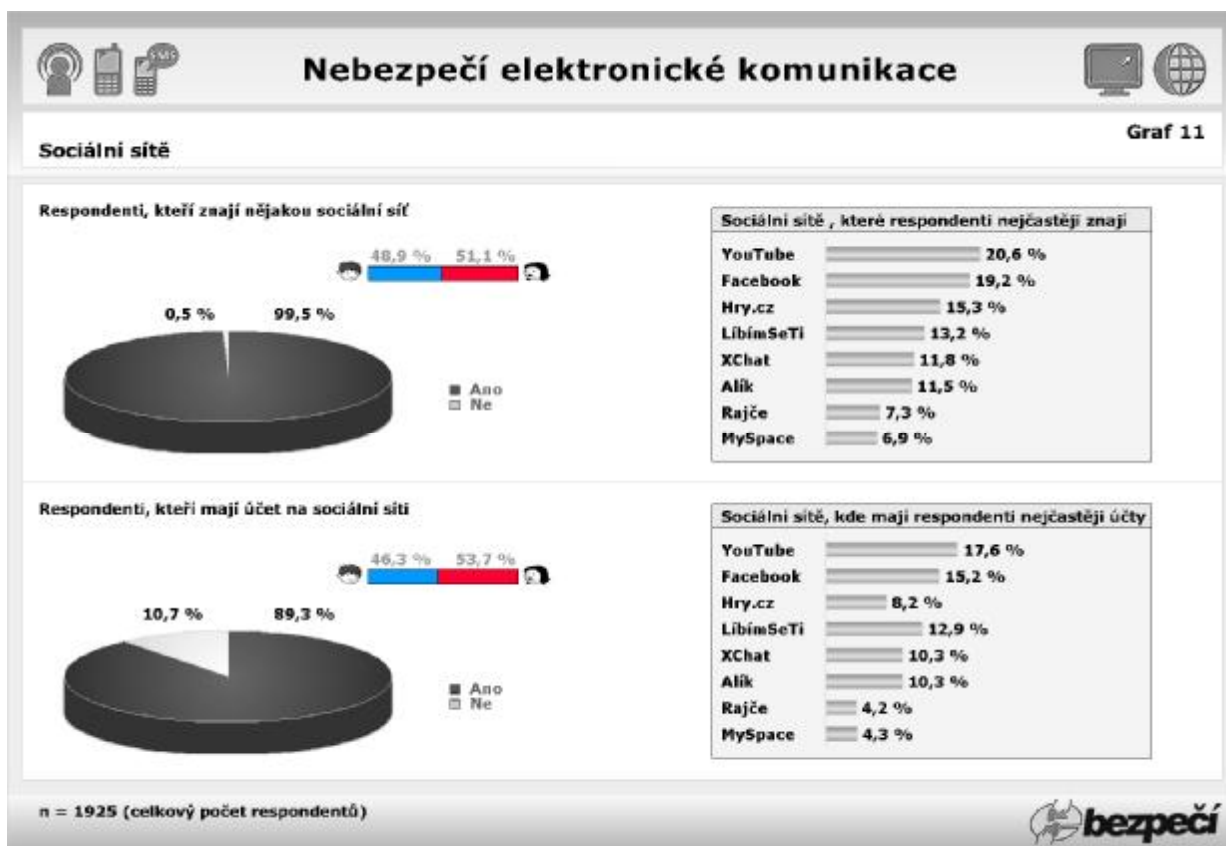 SMS
Nebezpečí elektronické komunikace
Graf 11
Sociální sítě
Respondenti, kteří znají nějakou sociální síť
48,9 % 51,1 %
0,5 % 99,5 %
Ano
Ne
Sociální sítě , které respondenti nejčastěji znají
YouTube 20,6 %
Facebook 19,2 %
Hry.cz 15,3 %
LíbímSeTi 13,2 %
XChat 11,8 %
Alík 11,5 %
Rajče 7,3 %
MySpace 6,9 %
Respondenti, kteří mají účet na sociální síti
46,3 % 53,7 %
10,7 % 89,3 %
Ano
Ne
Sociální sítě, kde mají respondenti nejčastěji účty
YouTube 17,6 %
Facebook 15,2 %
Hry.cz 8,2 %
LíbímSeTi 12,9 %
XChat 10,3 %
Alík 10,3 %
Rajče 4,2 %
MySpace 4,3 %
n = 1925 (celkový počet respondentů)
bezpečí